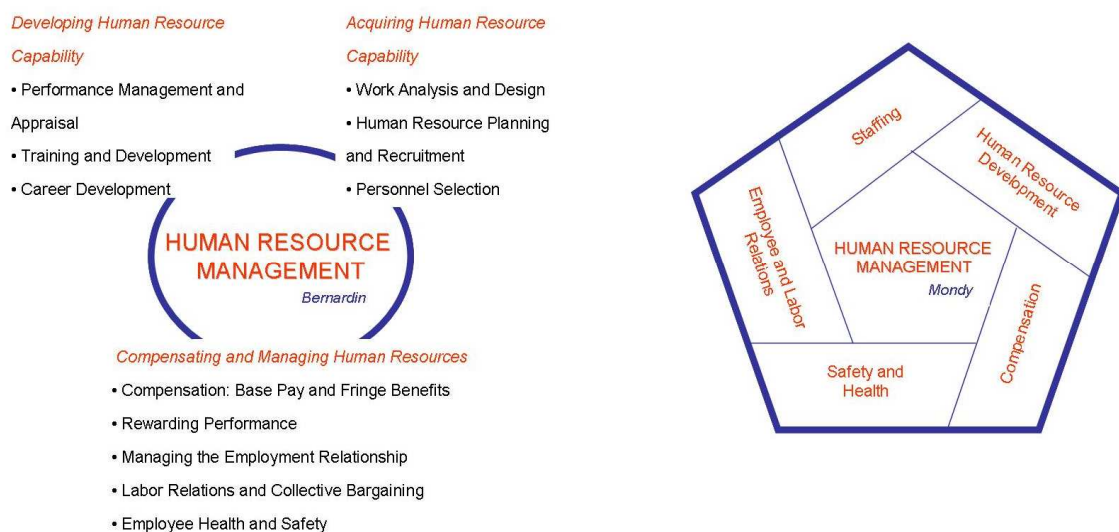 Developing Human Resource
Capability
• Performance Management and
Appraisal
• Training and Development
• Career Development
Acquiring Human Resource
Capability
• Work Analysis and Design
• Human Resource Planning
and Recruitment
• Personnel Selection
HUMAN RESOURCE
MANAGEMENT
Bernardin
Compensating and Managing Human Resources
• Compensation: Base Pay and Fringe Benefits
• Rewarding Performance
• Managing the Employment Relationship
• Labor Relations and Collective Bargaining
• Employee Health and Safety
Staffing
Human Resource
Development
Employee and Labor
Relations
HUMAN RESOURCE
MANAGEMENT
Mondy
Compensation
Safety and
Health